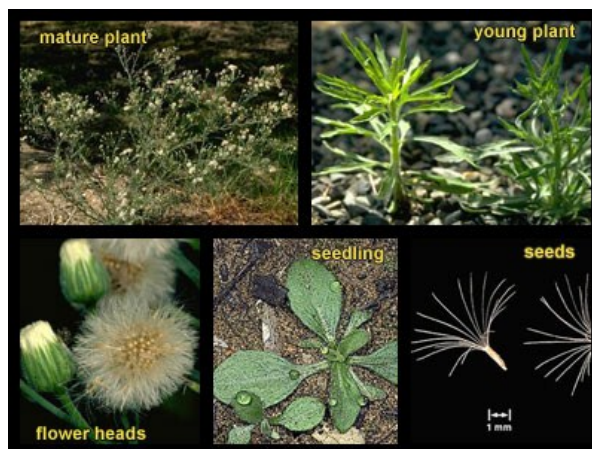 mature plant
young plant
flower heads
seedling
seeds
1 mm